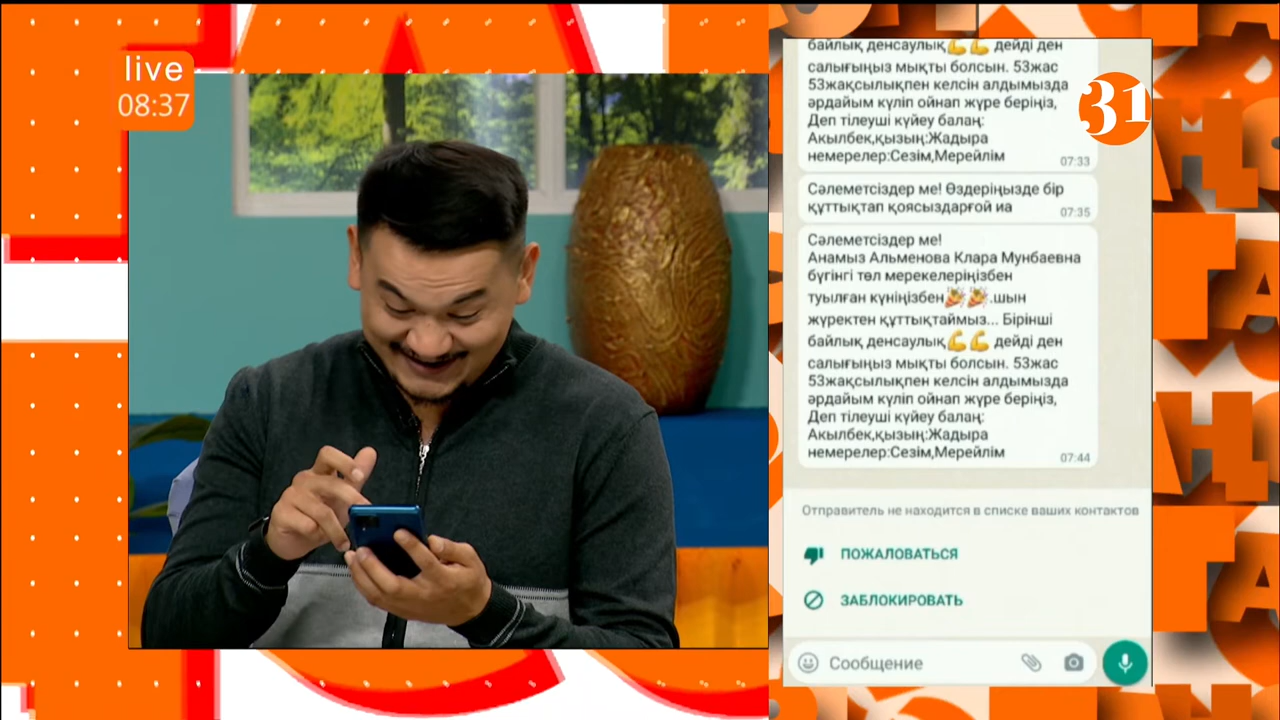 live
08:37
31
байлық денсаулық💪💪 дейді ден
салығыңыз мықты болсын. 53жас
53жақсылықпен келсін алдымызда
әрдайым күліп ойнап жүре беріңіз,
Деп тілеуші күйеу балаң:
Акылбек,қызың:Жадыра
немерелер:Сезім,Мерейлім
07:33
Сәлеметсіздер ме! Өздеріңізде бір
құттықтап қоясыздарғой иа
07:35
Сәлеметсіздер ме!
Анамыз Альменова Клара Мунбаевна
бүгінгі төл мерекелеріңізбен
туылған күніңізбен🎉🎉.шын
жүректен құттықтаймыз... Бірінші
байлық денсаулық💪💪 дейді ден
салығыңыз мықты болсын. 53жас
53жақсылықпен келсін алдымызда
әрдайым күліп ойнап жүре беріңіз,
Деп тілеуші күйеу балаң:
Акылбек,қызың:Жадыра
немерелер:Сезім,Мерейлім
07:44
Отправитель не находится в списке ваших контактов
ПОЖАЛОВАТЬСЯ
ЗАБЛОКИРОВАТЬ
Сообщение